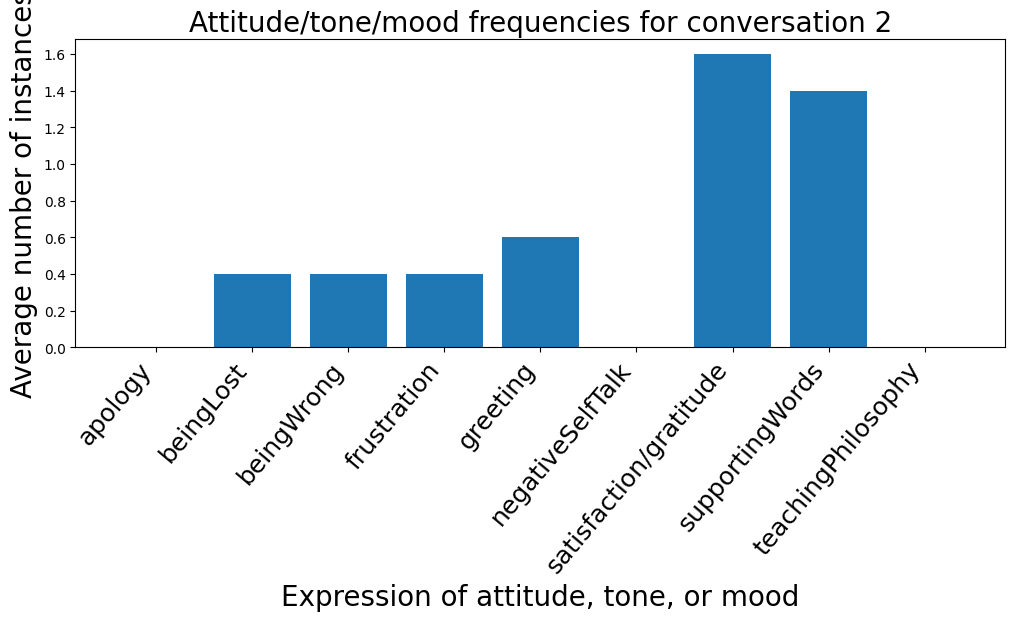 Attitude/tone/mood frequencies for conversation 2
Average number of instances
1.6
1.4
1.2
1.0
0.8
0.6
0.4
0.2
0.0
apology
beingLost
beingWrong
frustration
greeting
negativeSelfTalk
satisfaction/gratitude
supportingWords
teachingPhilosophy
Expression of attitude, tone, or mood